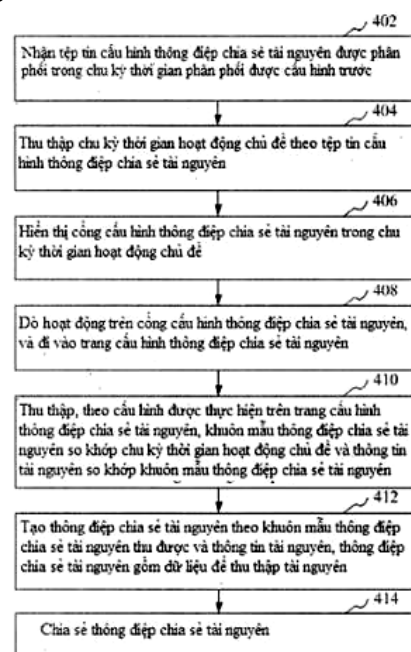 402
Nhận tệp tin cấu hình thông điệp chia sẻ tài nguyên được phân
phối trong chu kỳ thời gian phân phối được cấu hình trước
404
Thu thập chu kỳ thời gian hoạt động chủ đề theo tệp tin cấu
hình thông điệp chia sẻ tài nguyên
406
Hiển thị cổng cấu hình thông điệp chia sẻ tài nguyên trong chu
kỳ thời gian hoạt động chủ đề
408
Dò hoạt động trên cổng cấu hình thông điệp chia sẻ tài nguyên,
và đi vào trang cấu hình thông điệp chia sẻ tài nguyên
410
Thu thập, theo cấu hình được thực hiện trên trang cấu hình
thông điệp chia sẻ tài nguyên, khuôn mẫu thông điệp chia sẻ tài
nguyên so khớp chu kỳ thời gian hoạt động chủ đề và thông tin
tài nguyên so khớp khuôn mẫu thông điệp chia sẻ tài nguyên
412
Tạo thông điệp chia sẻ tài nguyên theo khuôn mẫu thông điệp
chia sẻ tài nguyên thu được và thông tin tài nguyên, thông điệp
chia sẻ tài nguyên gồm dữ liệu để thu thập tài nguyên
414
Chia sẻ thông điệp chia sẻ tài nguyên